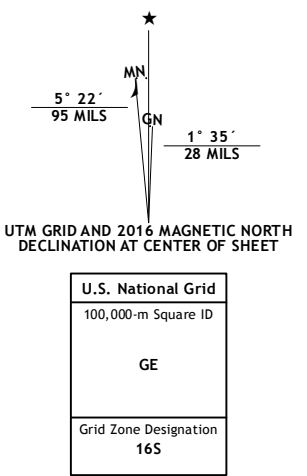 ★
MN
GN
5° 22´
95 MILS
1° 35´
28 MILS
UTM GRID AND 2016 MAGNETIC NORTH
DECLINATION AT CENTER OF SHEET
U.S. National Grid
100,000-m Square ID
GE
Grid Zone Designation
16S